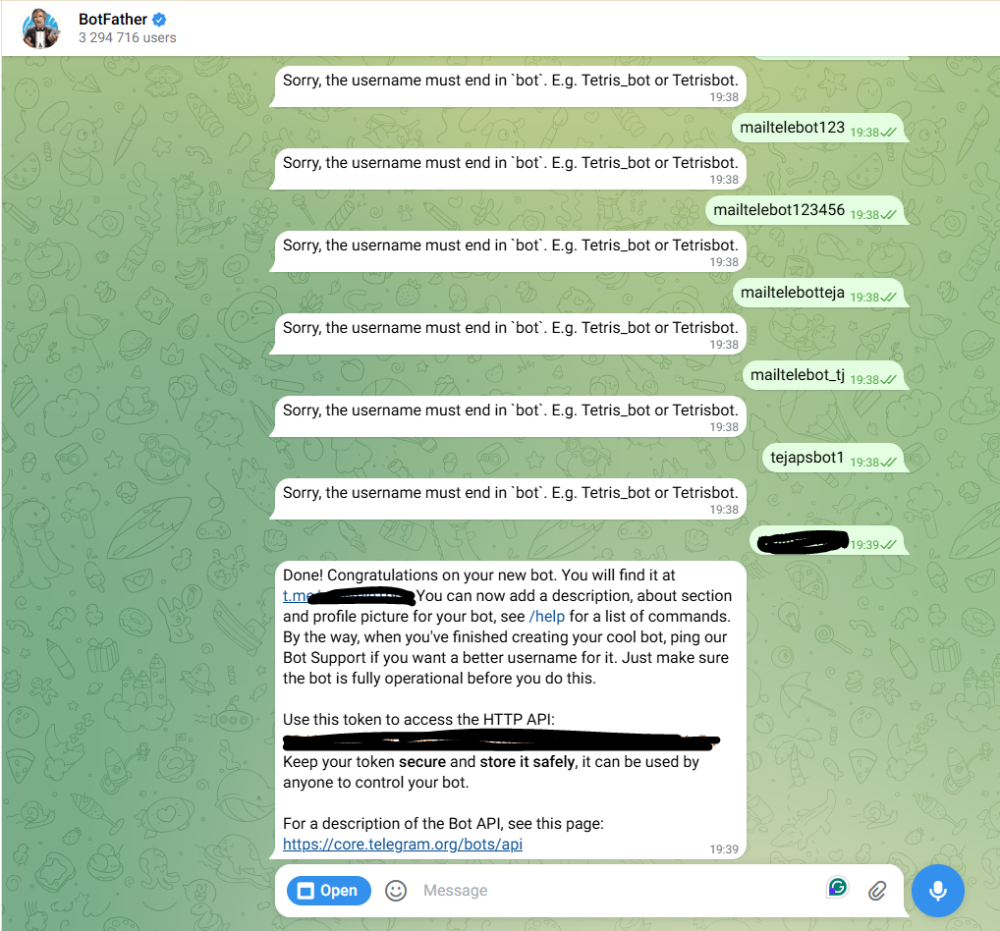 BotFather
3 294 716 users
Sorry, the username must end in `bot`. E.g. Tetris_bot or Tetrisbot.
19:38
mailtelebot123 19:38
Sorry, the username must end in `bot`. E.g. Tetris_bot or Tetrisbot.
19:38
mailtelebot123456 19:38
Sorry, the username must end in `bot`. E.g. Tetris_bot or Tetrisbot.
19:38
mailtelebotteja 19:38
Sorry, the username must end in `bot`. E.g. Tetris_bot or Tetrisbot.
19:38
mailtelebot_tj 19:38
Sorry, the username must end in `bot`. E.g. Tetris_bot or Tetrisbot.
19:38
tejapsbot1 19:38
Sorry, the username must end in `bot`. E.g. Tetris_bot or Tetrisbot.
19:38
19:39
Done! Congratulations on your new bot. You will find it at
t.me/ You can now add a description, about section
and profile picture for your bot, see /help for a list of commands.
By the way, when you've finished creating your cool bot, ping our
Bot Support if you want a better username for it. Just make sure
the bot is fully operational before you do this.
Use this token to access the HTTP API:
Keep your token secure and store it safely, it can be used by
anyone to control your bot.
For a description of the Bot API, see this page:
https://core.telegram.org/bots/api
19:39
Open Message